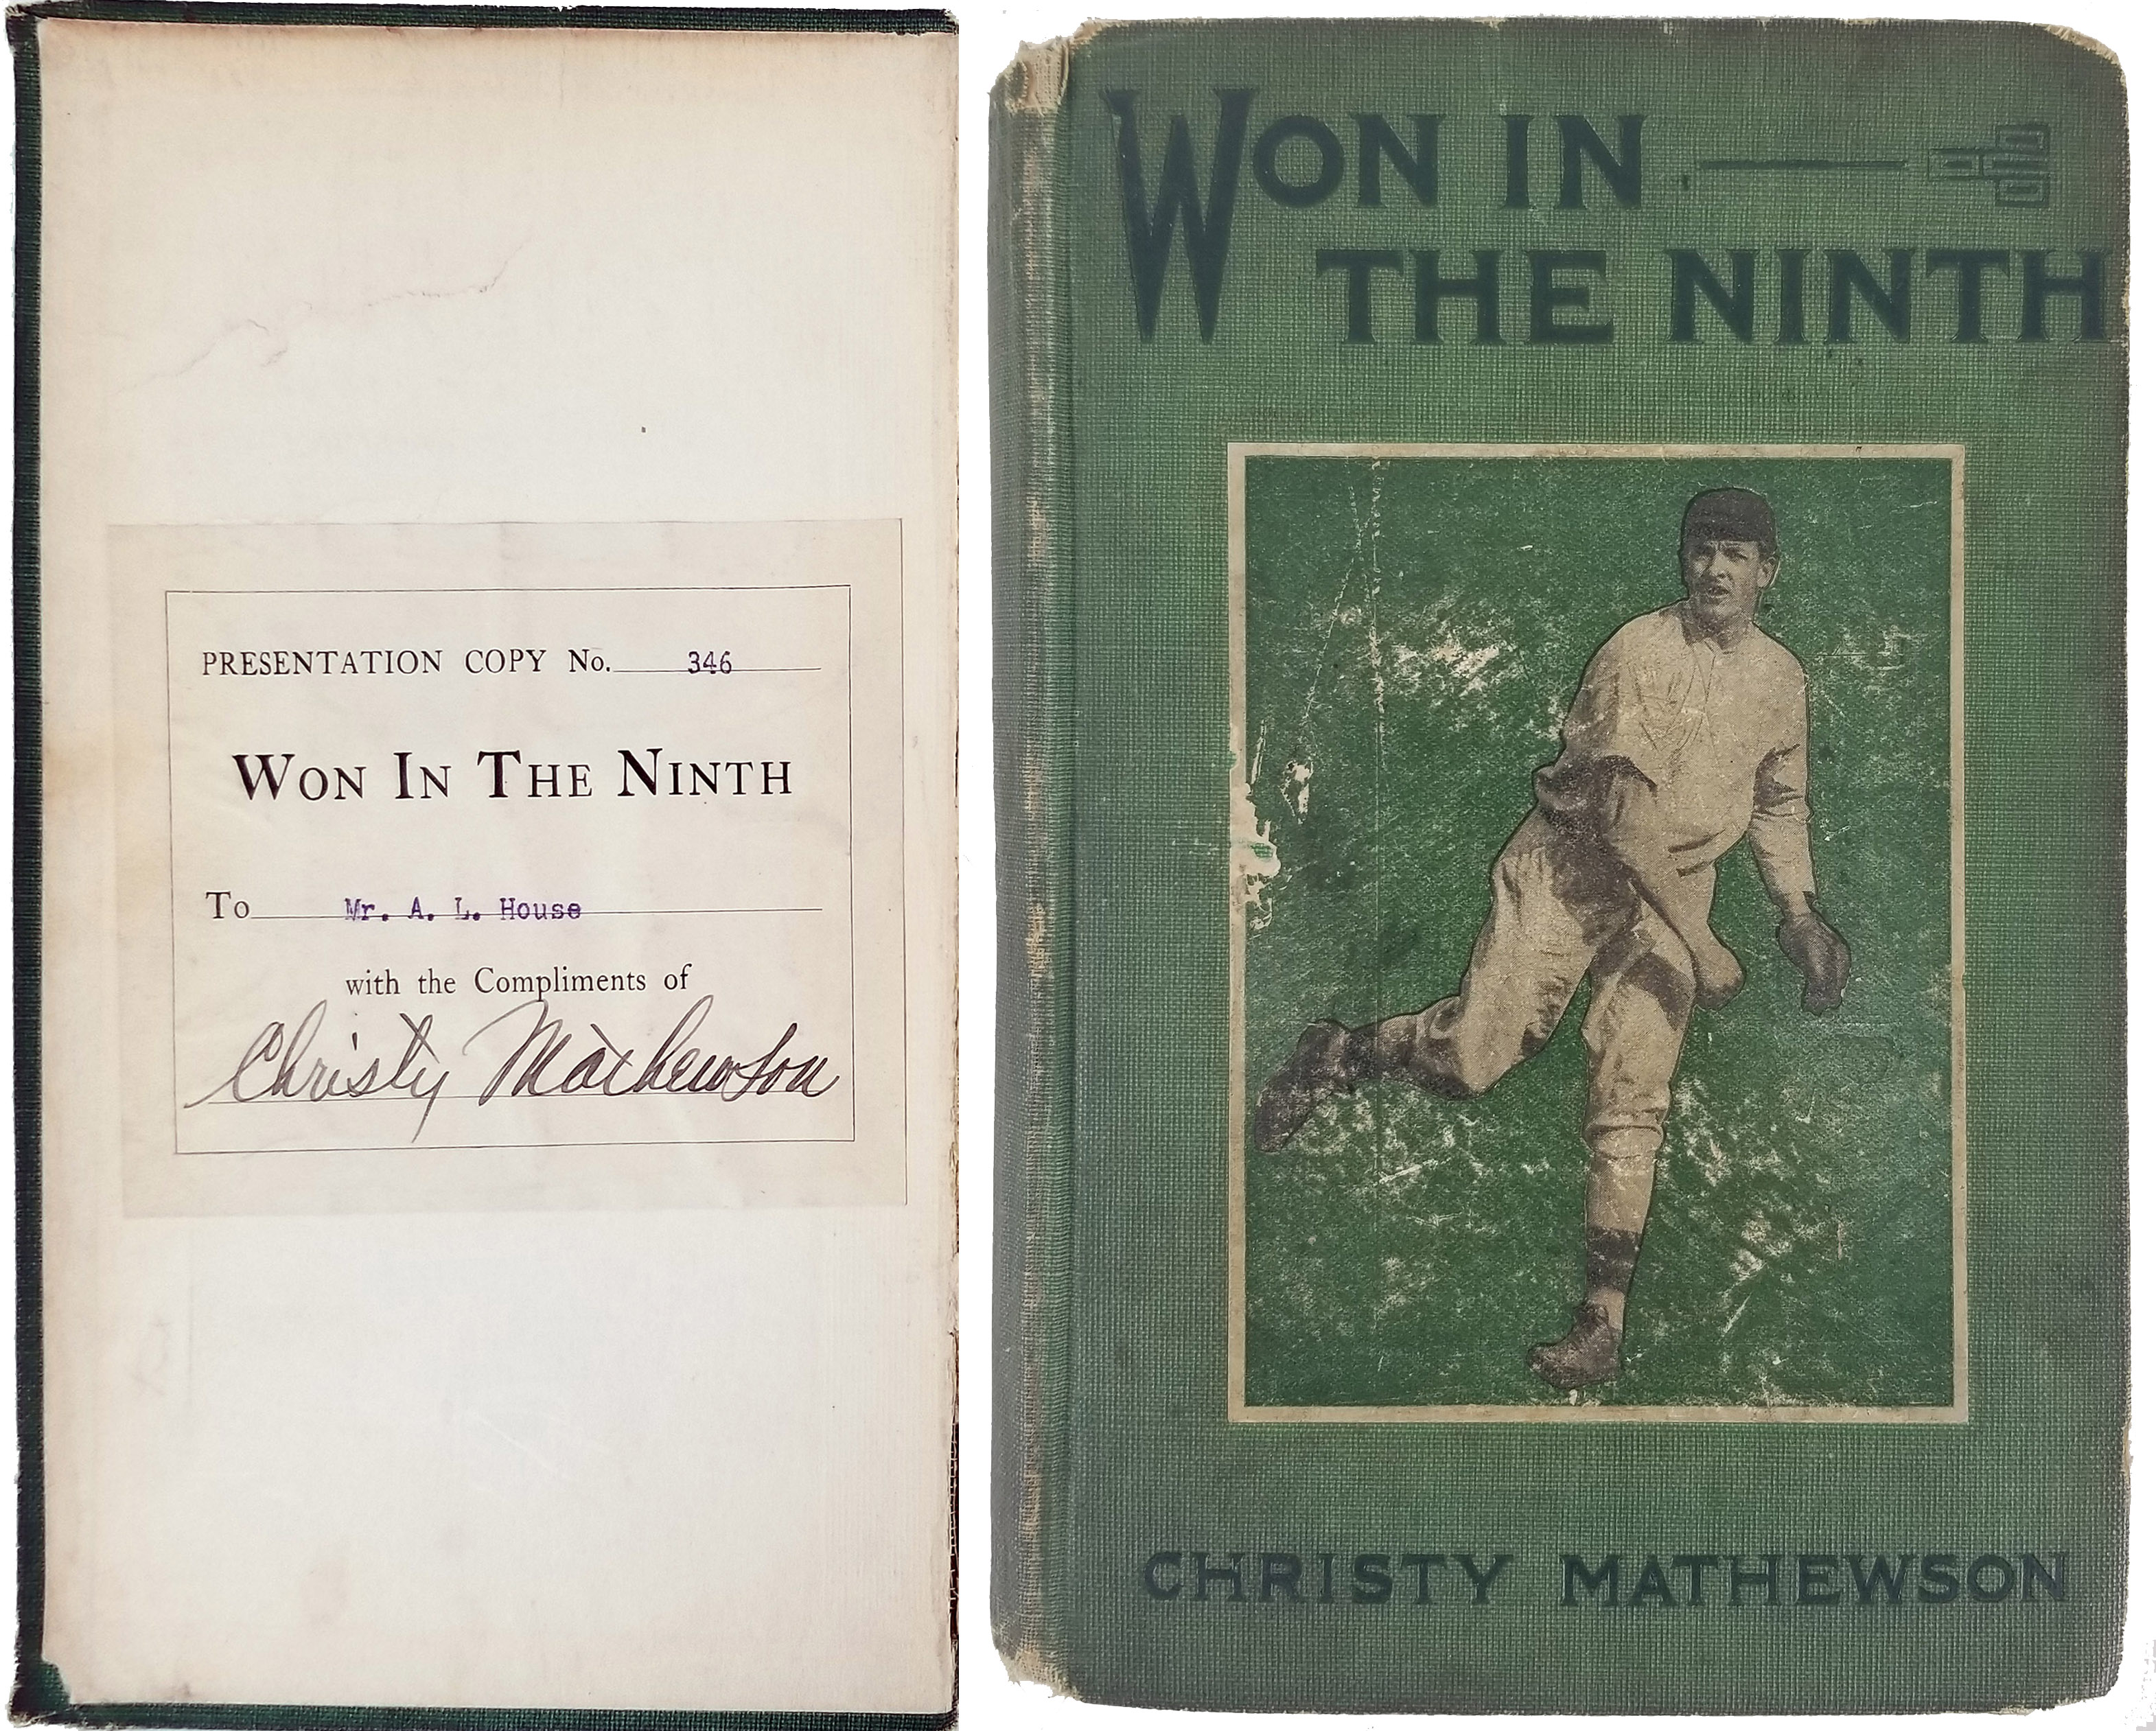 PRESENTATION COPY No. 346
WON IN THE NINTH
To Mr. A. L. House
with the Compliments of
Christy Mathewson
WON IN
THE NINTH
CHRISTY MATHEWSON